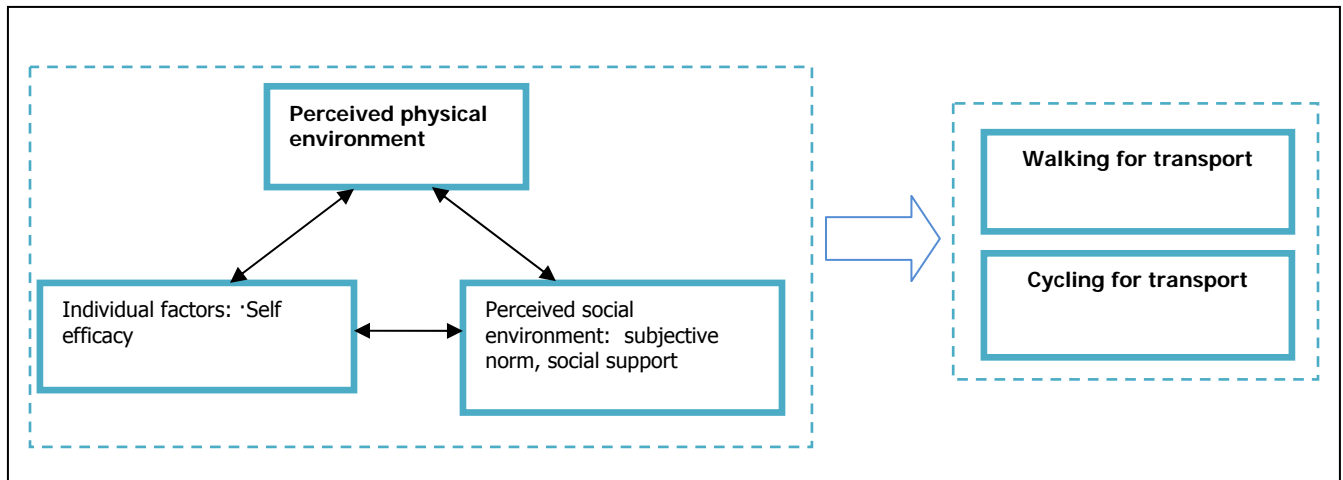 Perceived physical
environment
Individual factors: ·Self
efficacy
Perceived social
environment:  subjective
norm, social support
Walking for transport
Cycling for transport